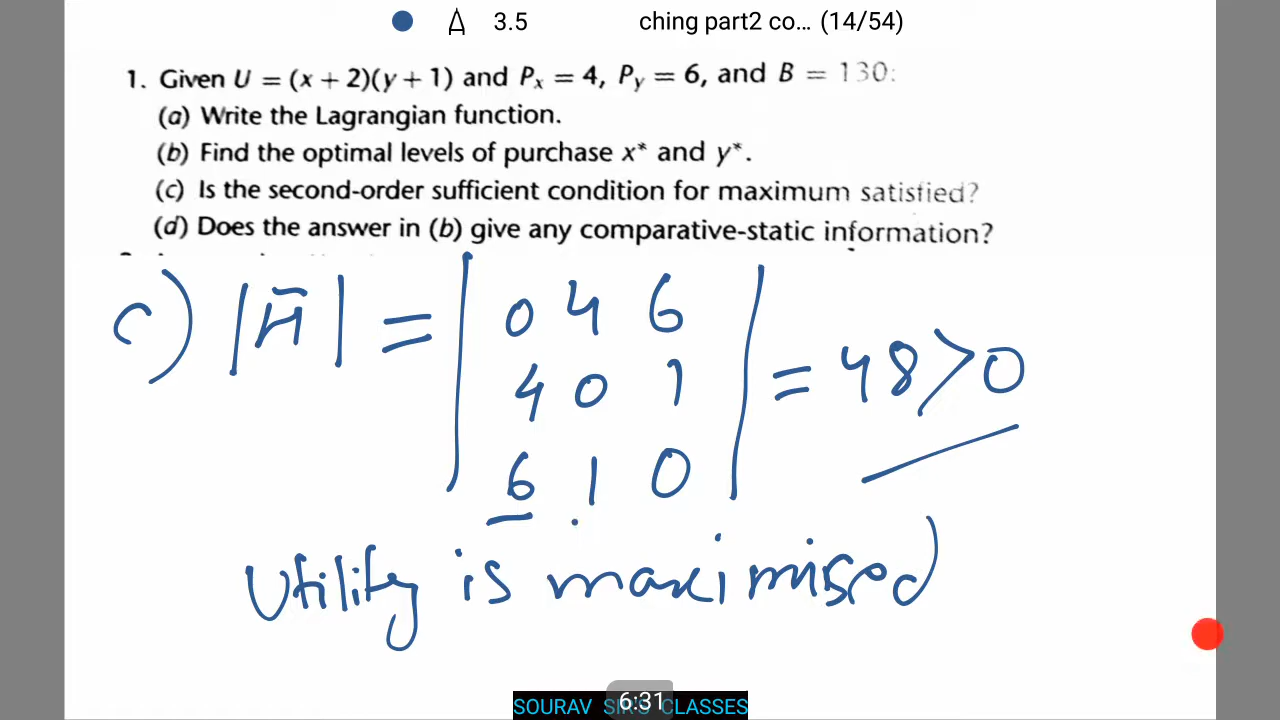 3.5 ching part2 co... (14/54)
1. Given U = (x + 2)(y + 1) and Pₓ = 4, Pᵧ = 6, and B = 130:
(a) Write the Lagrangian function.
(b) Find the optimal levels of purchase x* and y*.
(c) Is the second-order sufficient condition for maximum satisfied?
(d) Does the answer in (b) give any comparative-static information?
c) |H̄| = | 0 4 6 |
| 4 0 1 | = 48 > 0
| 6 1 0 |
Utility is maximised
6:31
SOURAV SIR'S CLASSES